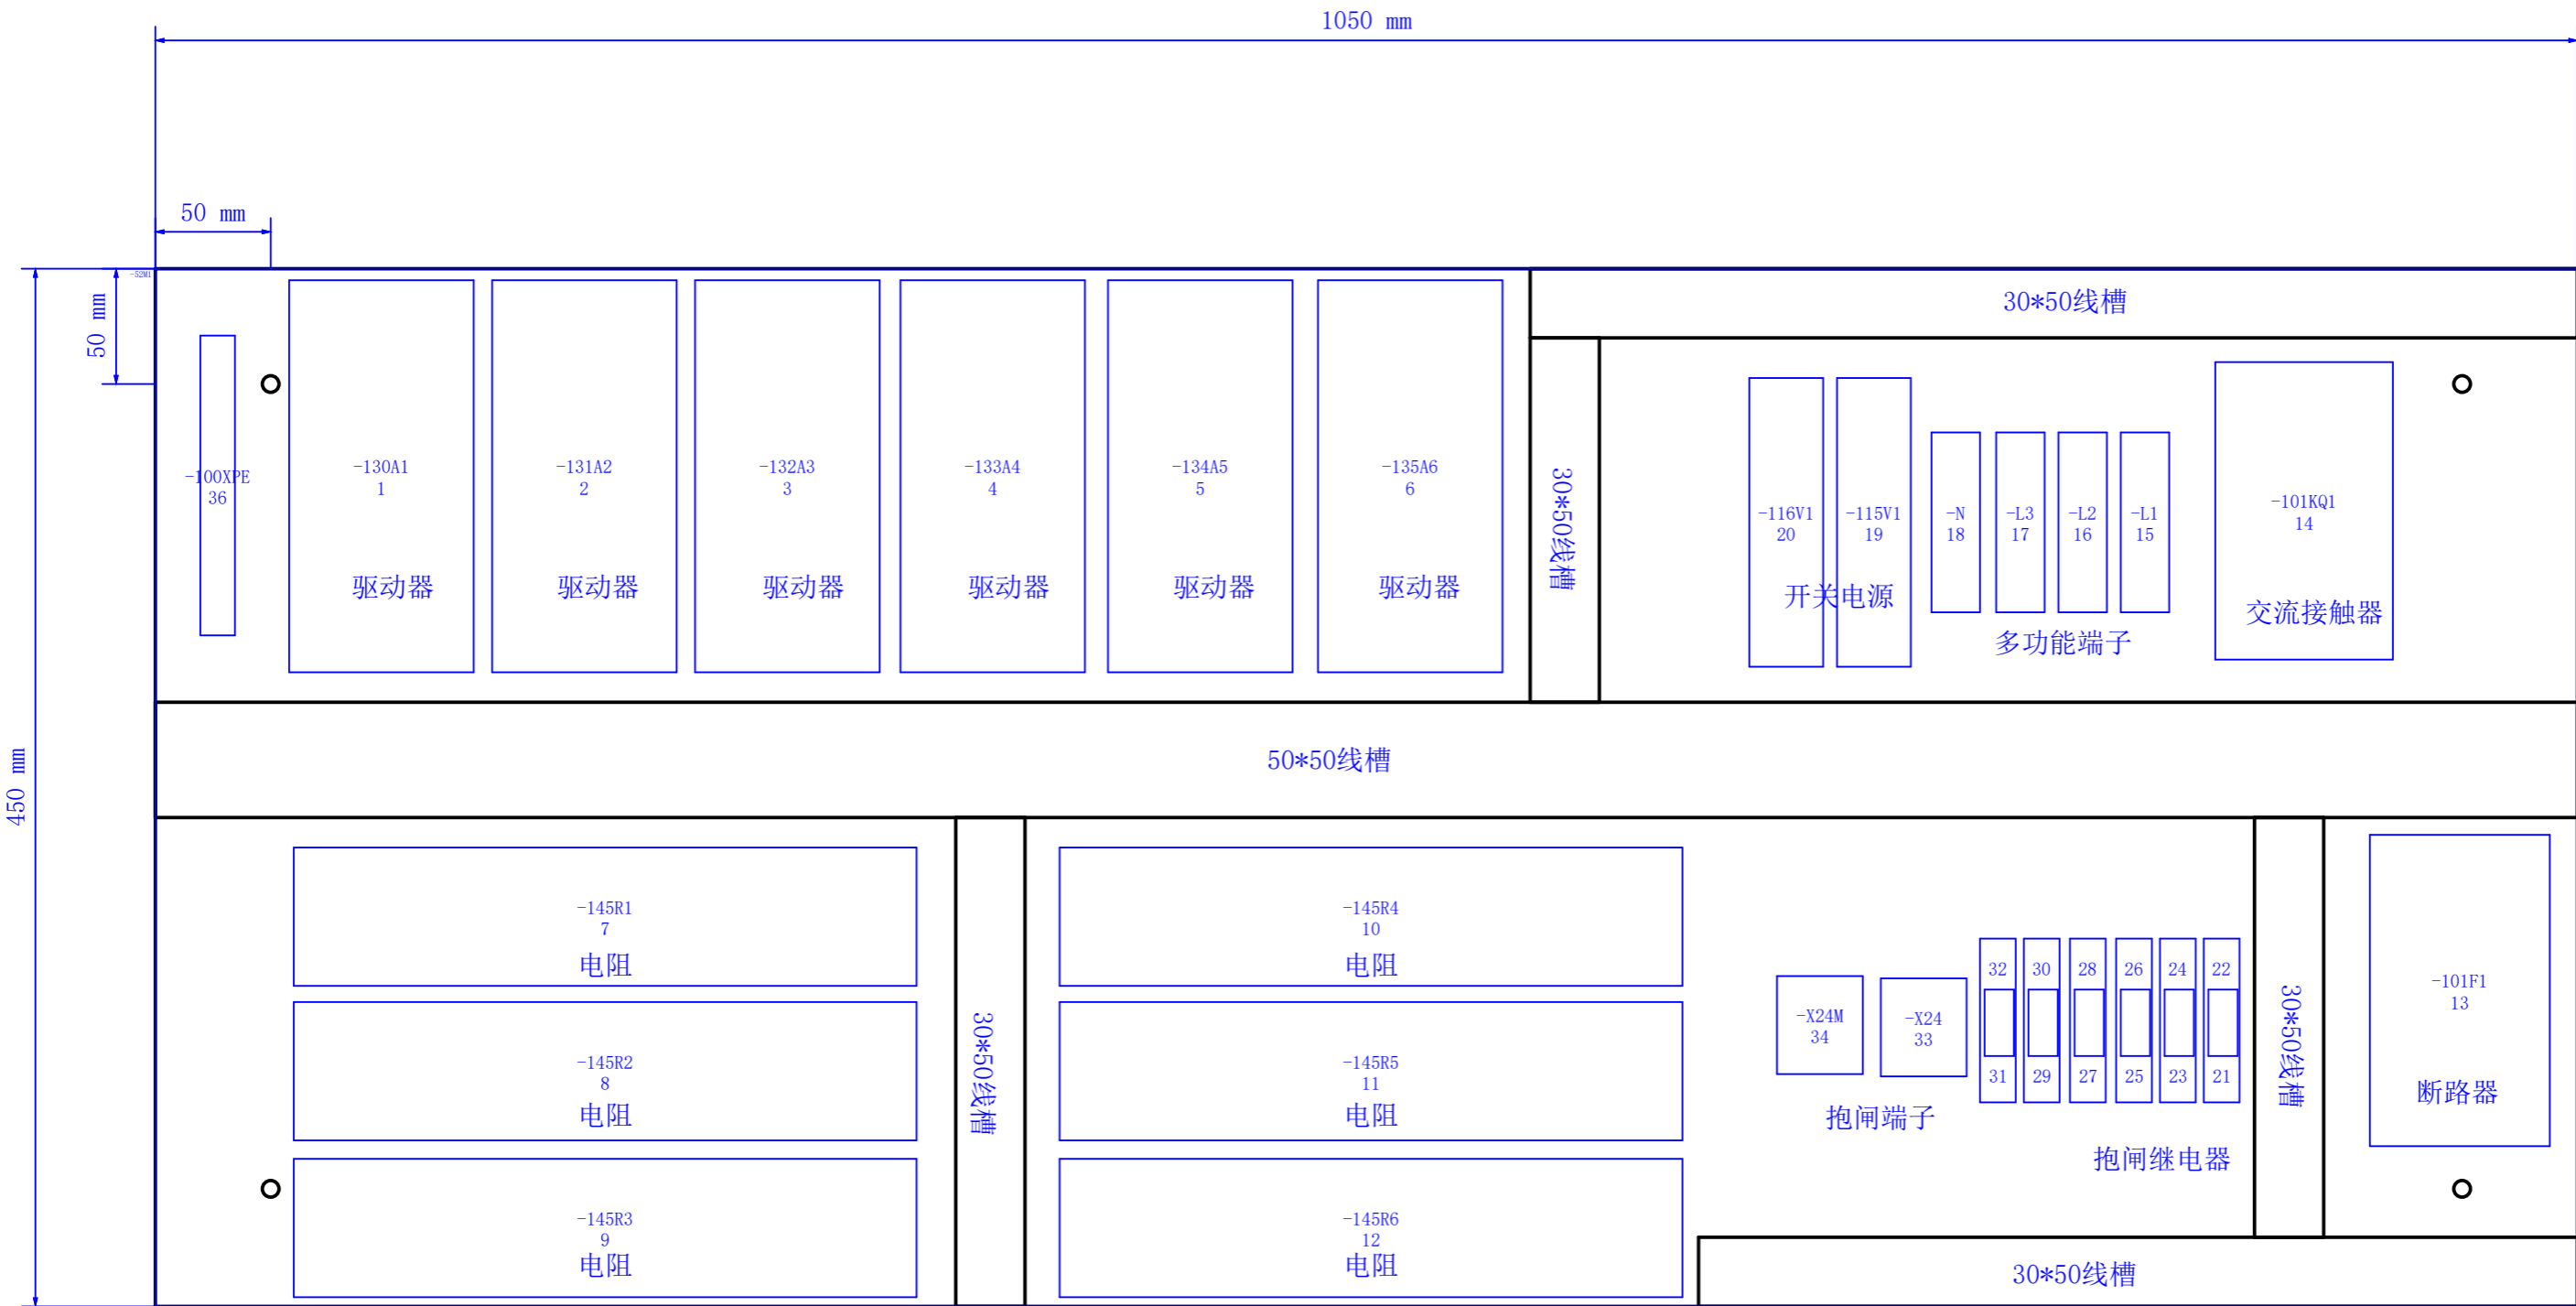 1050 mm
50 mm
50 mm
450 mm
-52M1
30*50线槽
-100XPE
36
-130A1
1
驱动器
-131A2
2
驱动器
-132A3
3
驱动器
-133A4
4
驱动器
-134A5
5
驱动器
-135A6
6
驱动器
30*50线槽
-116V1
20
-115V1
19
开关电源
-N
18
-L3
17
-L2
16
-L1
15
多功能端子
-101KQ1
14
交流接触器
50*50线槽
-145R1
7
电阻
-145R2
8
电阻
-145R3
9
电阻
30*50线槽
-145R4
10
电阻
-145R5
11
电阻
-145R6
12
电阻
-X24M
34
-X24
33
抱闸端子
32
30
28
26
24
22
31
29
27
25
23
21
抱闸继电器
30*50线槽
-101F1
13
断路器
30*50线槽